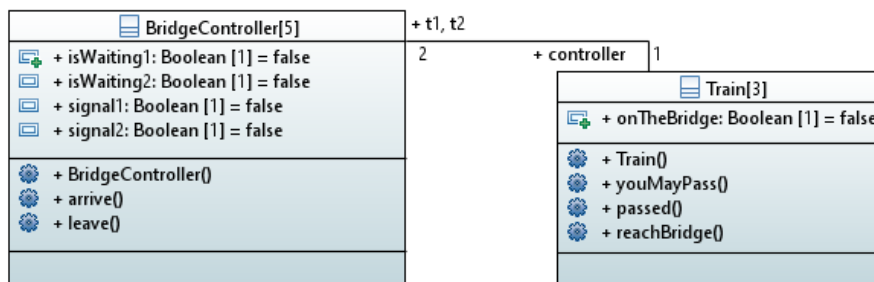 BridgeController[5]
+ isWaiting1: Boolean [1] = false
+ isWaiting2: Boolean [1] = false
+ signal1: Boolean [1] = false
+ signal2: Boolean [1] = false
+ BridgeController()
+ arrive()
+ leave()
+ t1, t2
2
+ controller
1
Train[3]
+ onTheBridge: Boolean [1] = false
+ Train()
+ youMayPass()
+ passed()
+ reachBridge()